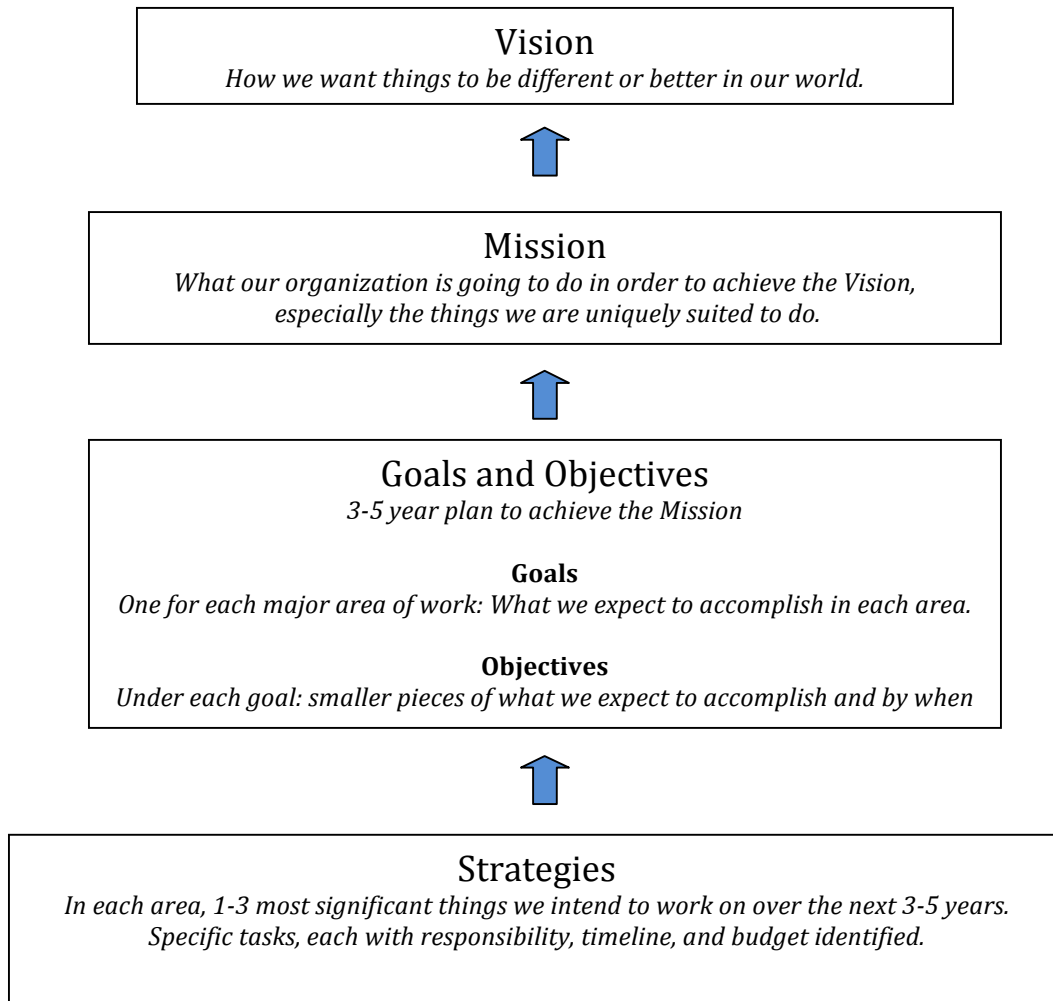 Vision
How we want things to be different or better in our world.
Mission
What our organization is going to do in order to achieve the Vision,
especially the things we are uniquely suited to do.
Goals and Objectives
3-5 year plan to achieve the Mission
Goals
One for each major area of work: What we expect to accomplish in each area.
Objectives
Under each goal: smaller pieces of what we expect to accomplish and by when
Strategies
In each area, 1-3 most significant things we intend to work on over the next 3-5 years.
Specific tasks, each with responsibility, timeline, and budget identified.